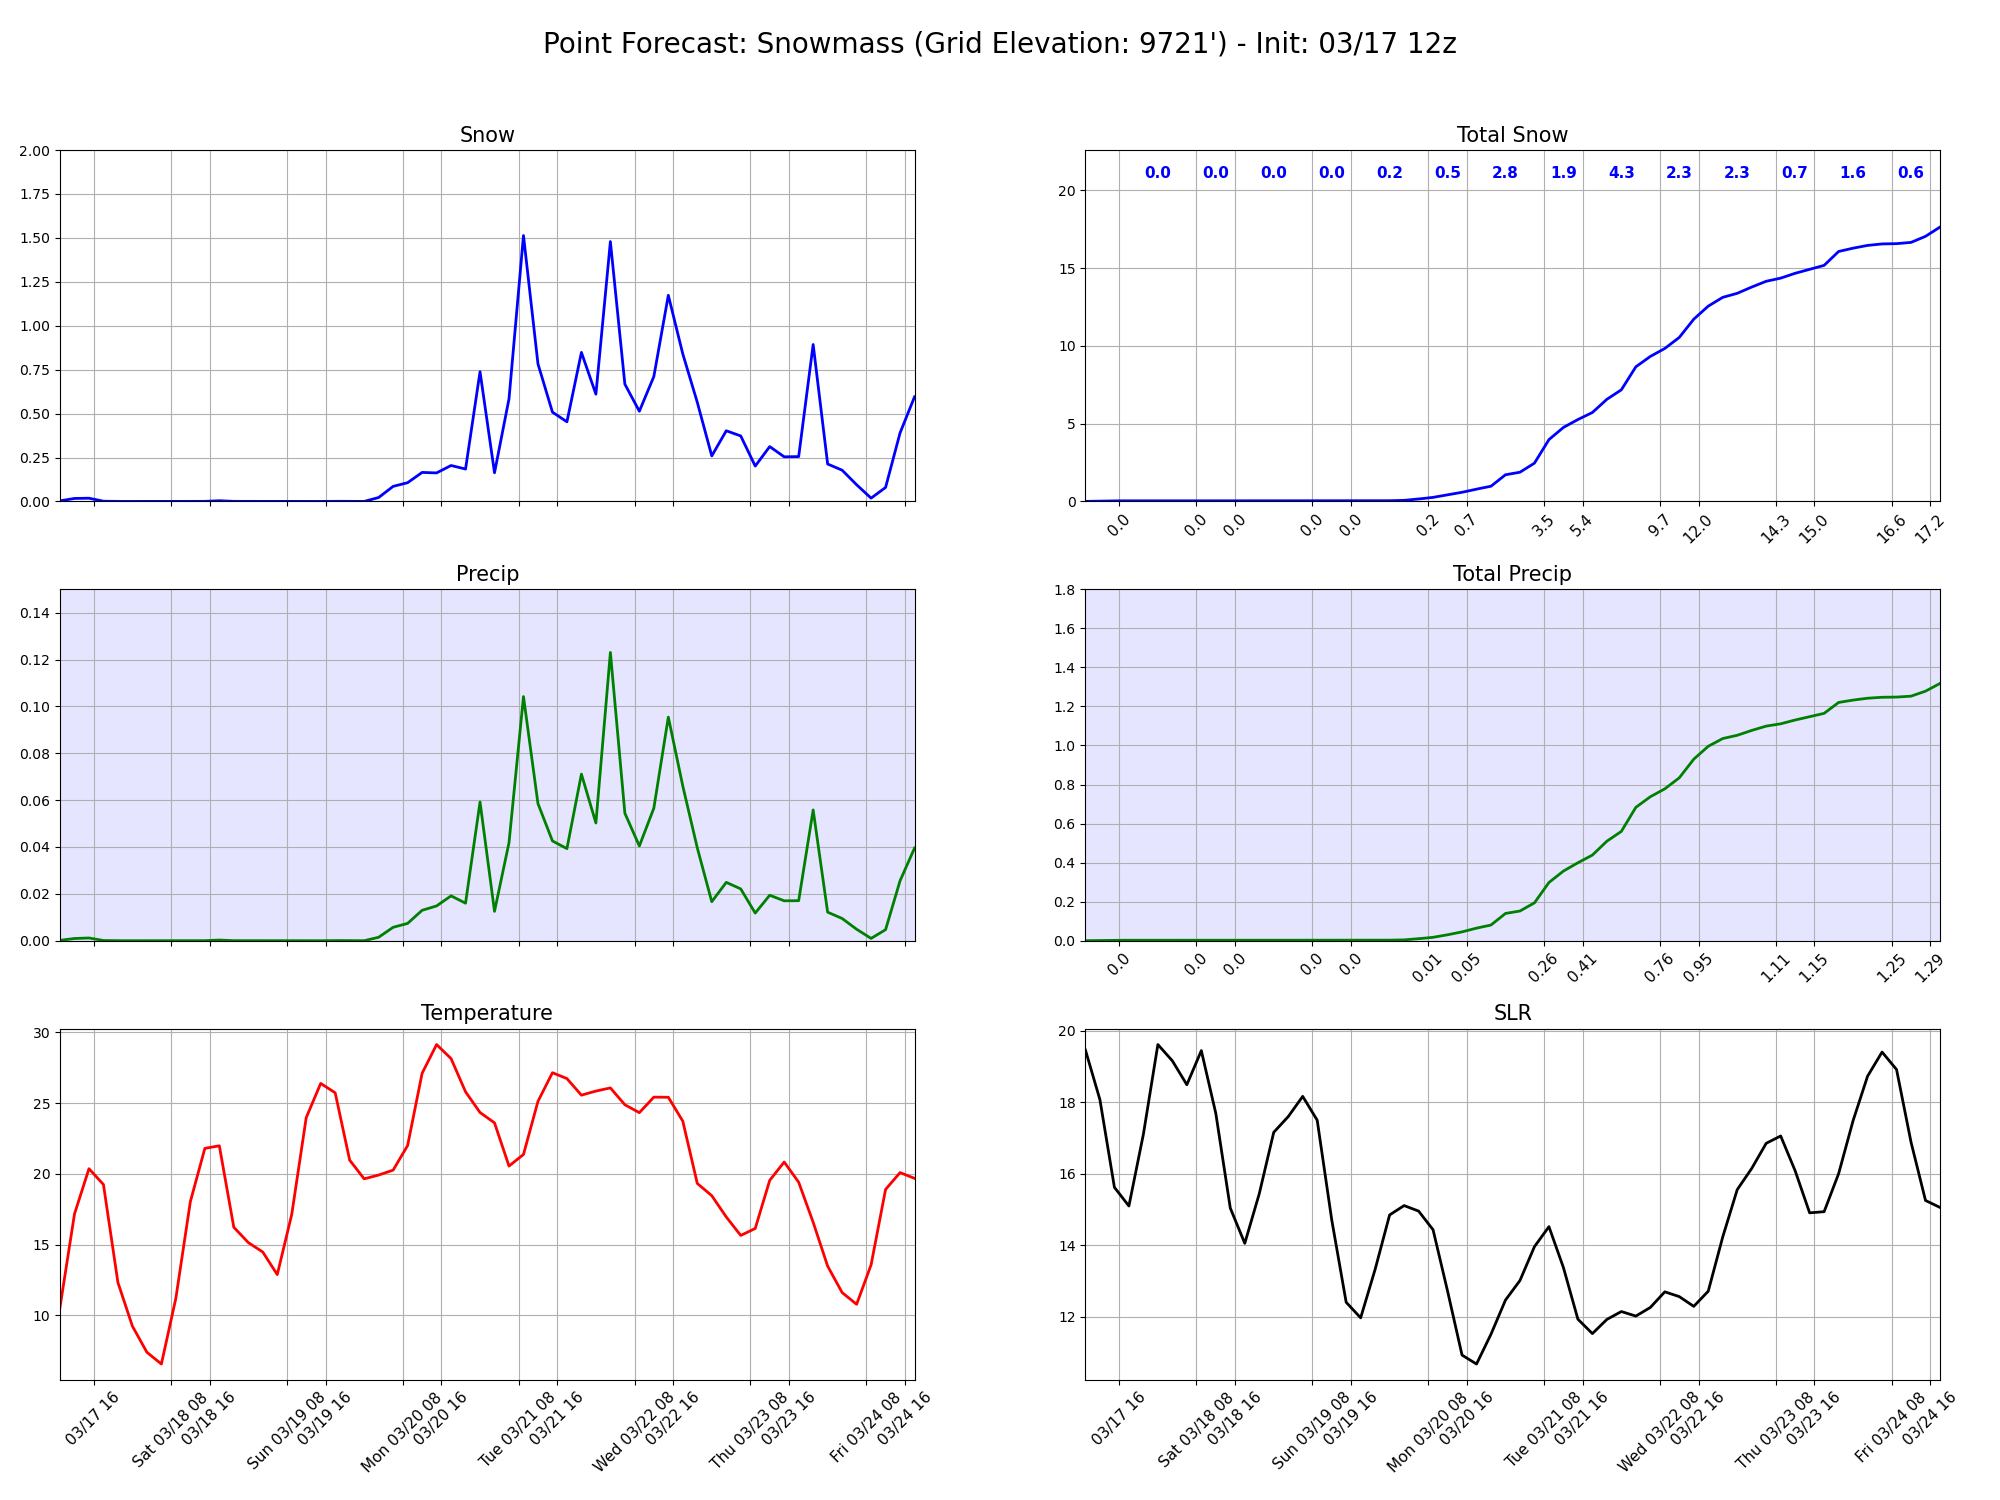 Point Forecast: Snowmass (Grid Elevation: 9721') - Init: 03/17 12z
Snow
2.00
1.75
1.50
1.25
1.00
0.75
0.50
0.25
0.00
Total Snow
0.0 0.0 0.0 0.0 0.2 0.5 2.8 1.9 4.3 2.3 2.3 0.7 1.6 0.6
20
15
10
5
0
0.0 0.0 0.0 0.0 0.0 0.2 0.7 3.5 5.4 9.7 12.0 14.3 15.0 16.6 17.2
Precip
0.14
0.12
0.10
0.08
0.06
0.04
0.02
0.00
Total Precip
1.8
1.6
1.4
1.2
1.0
0.8
0.6
0.4
0.2
0.0
0.0 0.0 0.0 0.0 0.0 0.01 0.05 0.26 0.41 0.76 0.95 1.11 1.15 1.25 1.29
Temperature
30
25
20
15
10
03/17 16
Sat 03/18 08
03/18 16
Sun 03/19 08
03/19 16
Mon 03/20 08
03/20 16
Tue 03/21 08
03/21 16
Wed 03/22 08
03/22 16
Thu 03/23 08
03/23 16
Fri 03/24 08
03/24 16
SLR
20
18
16
14
12
03/17 16
Sat 03/18 08
03/18 16
Sun 03/19 08
03/19 16
Mon 03/20 08
03/20 16
Tue 03/21 08
03/21 16
Wed 03/22 08
03/22 16
Thu 03/23 08
03/23 16
Fri 03/24 08
03/24 16